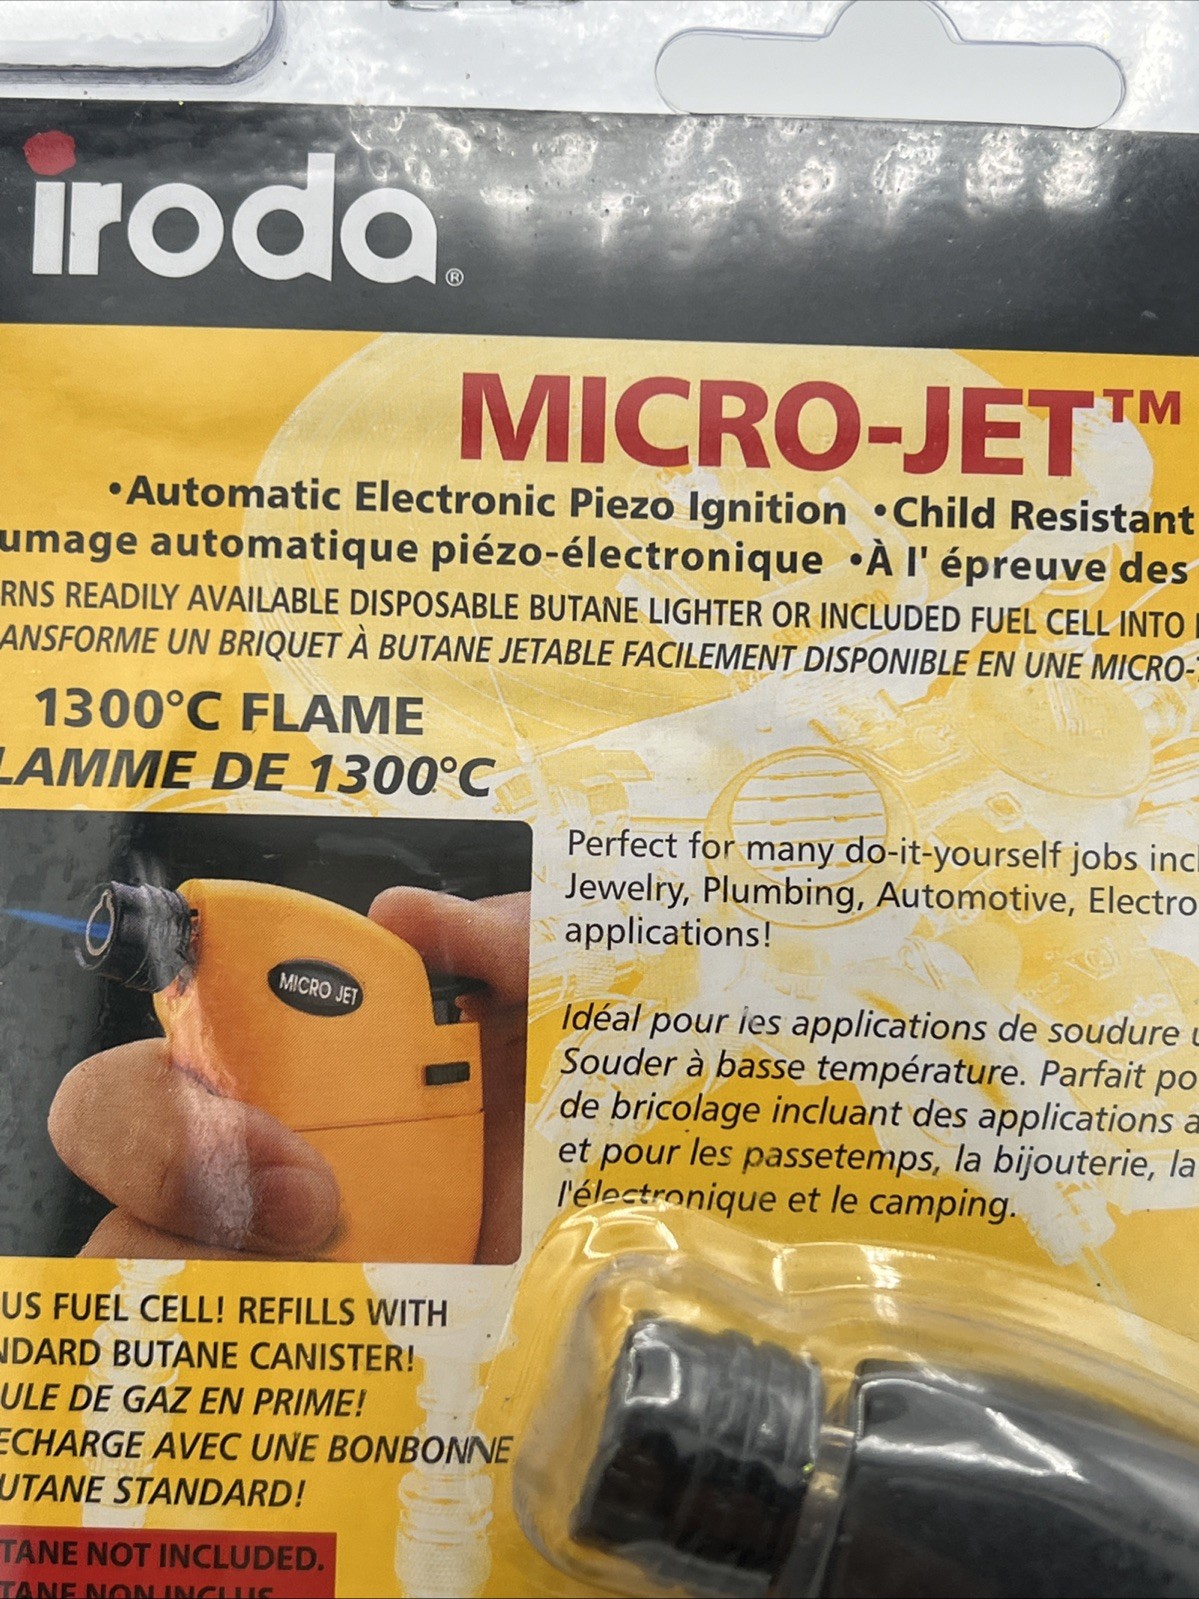 iroda®
MICRO-JET™
•Automatic Electronic Piezo Ignition •Child Resistant
umage automatique piézo-électronique •À l' épreuve des
RNS READILY AVAILABLE DISPOSABLE BUTANE LIGHTER OR INCLUDED FUEL CELL INTO
ANSFORME UN BRIQUET À BUTANE JETABLE FACILEMENT DISPONIBLE EN UNE MICRO-
1300°C FLAME
LAMME DE 1300°C
MICRO JET
Perfect for many do-it-yourself jobs incl
Jewelry, Plumbing, Automotive, Electro
applications!
Idéal pour les applications de soudure
Souder à basse température. Parfait po
de bricolage incluant des applications a
et pour les passetemps, la bijouterie, la
l'électronique et le camping.
US FUEL CELL! REFILLS WITH
NDARD BUTANE CANISTER!
ULE DE GAZ EN PRIME!
ECHARGE AVEC UNE BONBONNE
UTANE STANDARD!
TANE NOT INCLUDED.
TANE NON INCLUS